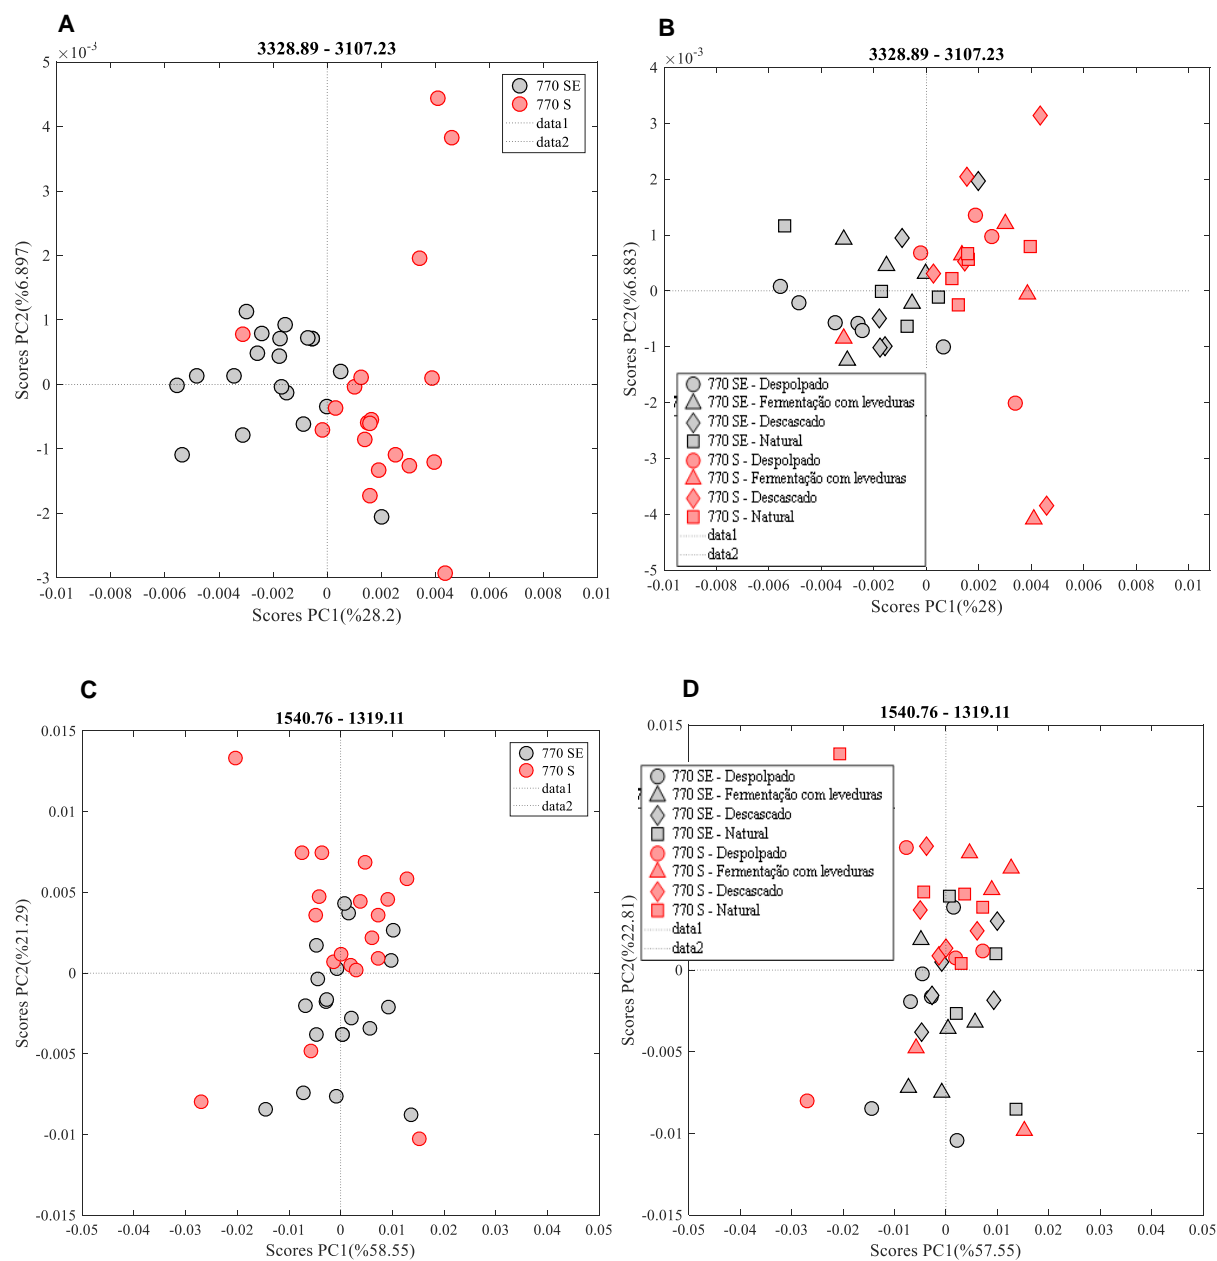 A
3328.89 - 3107.23
×10⁻³
5
4
3
2
1
0
-1
-2
-3
-0.01 -0.008 -0.006 -0.004 -0.002 0 0.002 0.004 0.006 0.008 0.01
Scores PC1(%28.2)
Scores PC2(%6.897)
770 SE
770 S
data1
data2
B
3328.89 - 3107.23
×10⁻³
4
3
2
1
0
-1
-2
-3
-4
-5
-0.01 -0.008 -0.006 -0.004 -0.002 0 0.002 0.004 0.006 0.008 0.01
Scores PC1(%28)
Scores PC2(%6.883)
770 SE - Despolpado
770 SE - Fermentação com leveduras
770 SE - Descascado
770 SE - Natural
770 S - Despolpado
770 S - Fermentação com leveduras
770 S - Descascado
770 S - Natural
data1
data2
C
1540.76 - 1319.11
0.015
0.01
0.005
0
-0.005
-0.01
-0.015
-0.05 -0.04 -0.03 -0.02 -0.01 0 0.01 0.02 0.03 0.04 0.05
Scores PC1(%58.55)
Scores PC2(%21.29)
770 SE
770 S
data1
data2
D
1540.76 - 1319.11
0.015
0
-0.005
-0.01
-0.015
-0.05 -0.04 -0.03 -0.02 -0.01 0 0.01 0.02 0.03 0.04 0.05
Scores PC1(%57.55)
Scores PC2(%22.81)
770 SE - Despolpado
770 SE - Fermentação com leveduras
770 SE - Descascado
770 SE - Natural
770 S - Despolpado
770 S - Fermentação com leveduras
770 S - Descascado
770 S - Natural
data1
data2